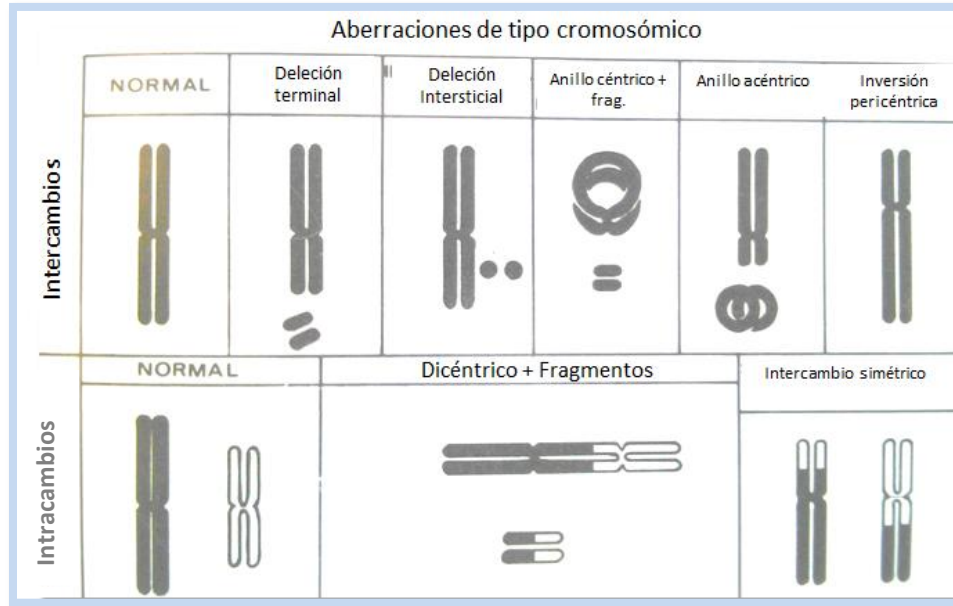 Aberraciones de tipo cromosómico
NORMAL
Deleción
terminal
Deleción
Intersticial
Anillo céntrico +
frag.
Anillo acéntrico
Inversión
pericéntrica
Intercambios
NORMAL
Dicéntrico + Fragmentos
Intercambio simétrico
Intracambios